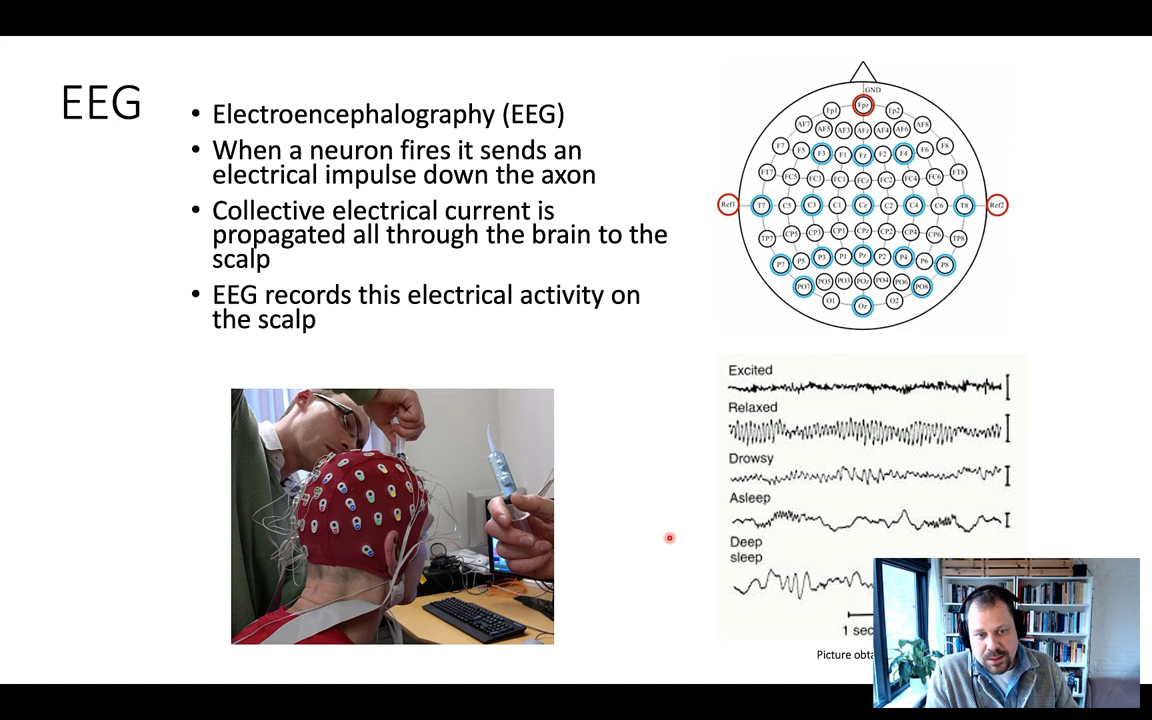 EEG
• Electroencephalography (EEG)
• When a neuron fires it sends an
electrical impulse down the axon
• Collective electrical current is
propagated all through the brain to the
scalp
• EEG records this electrical activity on
the scalp
GND
Fp1 Fpz Fp2
AF7 AF5 AF3 AFz AF4 AF6 AF8
F7 F5 F3 F1 Fz F2 F4 F6 F8
FT7 FC5 FC3 FC1 FCz FC2 FC4 FC6 FT8
Ref1 T7 C5 C3 C1 Cz C2 C4 C6 T8 Ref2
TP7 CP5 CP3 CP1 CPz CP2 CP4 CP6 TP8
P7 P5 P3 P1 Pz P2 P4 P6 P8
PO7 PO5 PO3 POz PO4 PO6 PO8
O1 Oz O2
Excited
Relaxed
Drowsy
Asleep
Deep
sleep
1 sec
Picture obta